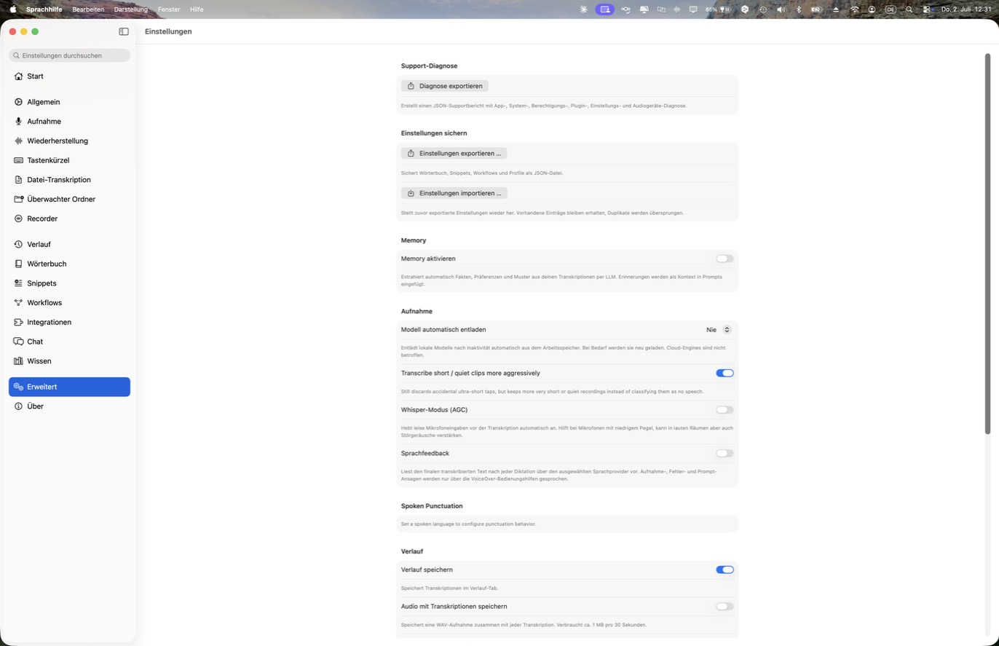 Sprachhilfe Bearbeiten Darstellung Fenster Hilfe
85%
DE
Do. 2. Juli 12:31
Einstellungen
Einstellungen durchsuchen
Start
Allgemein
Aufnahme
Wiederherstellung
Tastenkürzel
Datei-Transkription
Überwachter Ordner
Recorder
Verlauf
Wörterbuch
Snippets
Workflows
Integrationen
Chat
Wissen
Erweitert
Über
Support-Diagnose
Diagnose exportieren
Erstellt einen JSON-Supportbericht mit App-, System-, Berechtigungs-, Plugin-, Einstellungs- und Audiogeräte-Diagnose.
Einstellungen sichern
Einstellungen exportieren ...
Sichert Wörterbuch, Snippets, Workflows und Profile als JSON-Datei.
Einstellungen importieren ...
Stellt zuvor exportierte Einstellungen wieder her. Vorhandene Einträge bleiben erhalten, Duplikate werden übersprungen.
Memory
Memory aktivieren
Extrahiert automatisch Fakten, Präferenzen und Muster aus deinen Transkriptionen per LLM. Erinnerungen werden als Kontext in Prompts
eingefügt.
Aufnahme
Modell automatisch entladen Nie
Entlädt lokale Modelle nach Inaktivität automatisch aus dem Arbeitsspeicher. Bei Bedarf werden sie neu geladen. Cloud-Engines sind nicht
betroffen.
Transcribe short / quiet clips more aggressively
Still discards accidental ultra-short taps, but keeps more very short or quiet recordings instead of classifying them as no speech.
Whisper-Modus (AGC)
Hebt leise Mikrofoneingaben vor der Transkription automatisch an. Hilft bei Mikrofonen mit niedrigem Pegel, kann in lauten Räumen aber auch
Störgeräusche verstärken.
Sprachfeedback
Liest den finalen transkribierten Text nach jeder Diktation über den ausgewählten Sprachprovider vor. Aufnahme-, Fehler- und Prompt-
Ansagen werden nur über die VoiceOver-Bedienungshilfen gesprochen.
Spoken Punctuation
Set a spoken language to configure punctuation behavior.
Verlauf
Verlauf speichern
Speichert Transkriptionen im Verlauf-Tab.
Audio mit Transkriptionen speichern
Speichert eine WAV-Aufnahme zusammen mit jeder Transkription. Verbraucht ca. 1 MB pro 30 Sekunden.